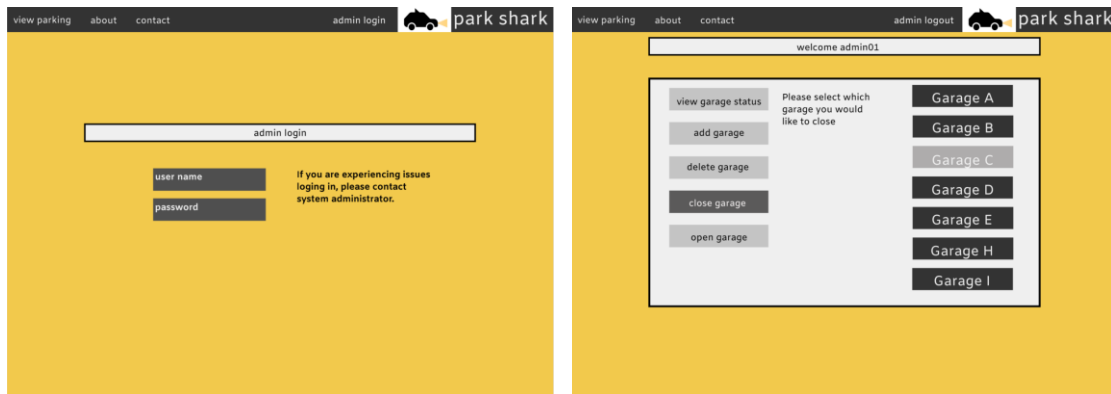 view parking about contact admin login park shark
admin login
user name
password
If you are experiencing issues
loging in, please contact
system administrator.
view parking about contact admin logout park shark
welcome admin01
view garage status
add garage
delete garage
close garage
open garage
Please select which
garage you would
like to close
Garage A
Garage B
Garage C
Garage D
Garage E
Garage H
Garage I